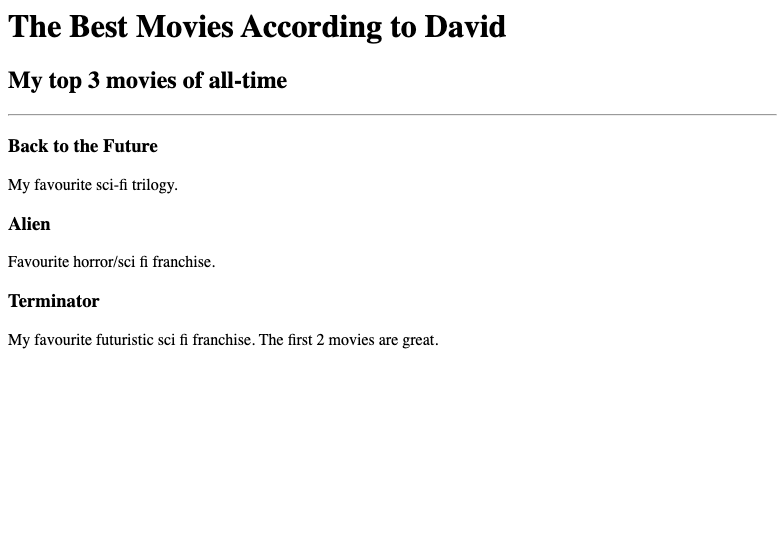 The Best Movies According to David
My top 3 movies of all-time
Back to the Future
My favourite sci-fi trilogy.
Alien
Favourite horror/sci fi franchise.
Terminator
My favourite futuristic sci fi franchise. The first 2 movies are great.